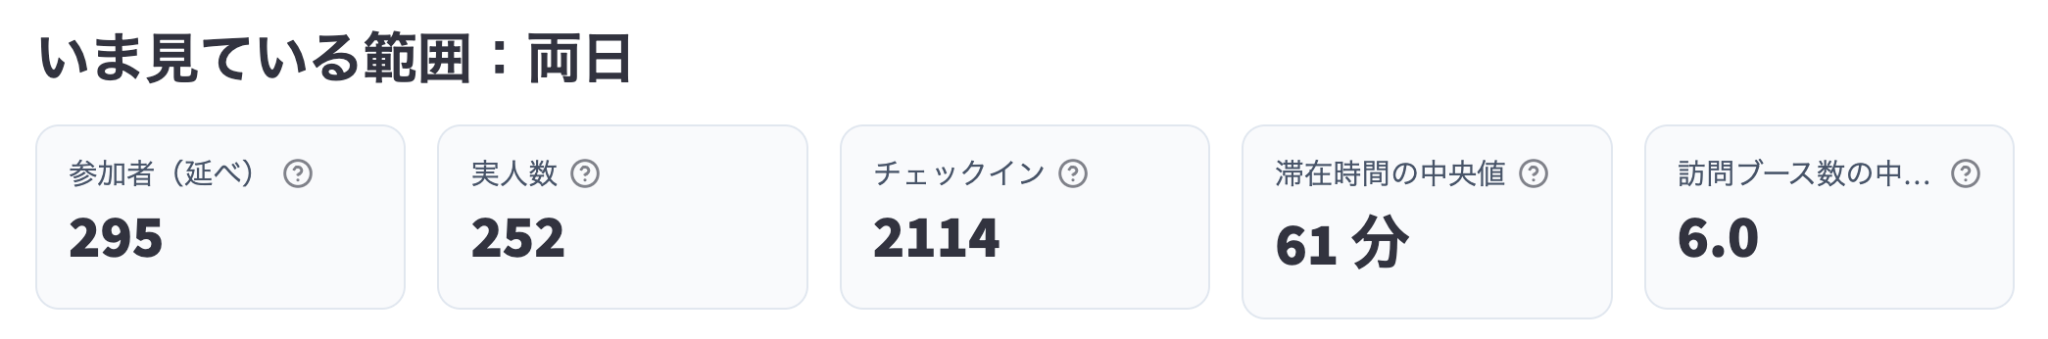 いま見ている範囲：両日
参加者（延べ）
295
実人数
252
チェックイン
2114
滞在時間の中央値
61 分
訪問ブース数の中…
6.0